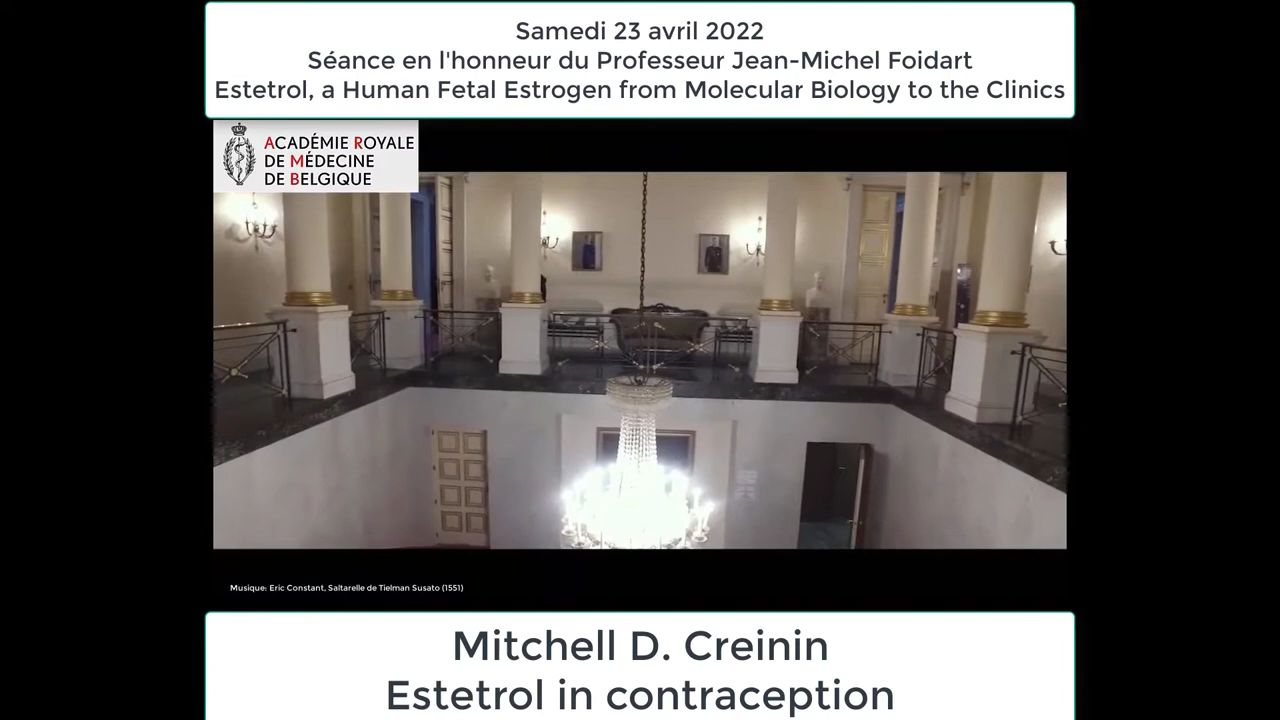 Samedi 23 avril 2022
Séance en l'honneur du Professeur Jean-Michel Foidart
Estetrol, a Human Fetal Estrogen from Molecular Biology to the Clinics
ACADÉMIE ROYALE
DE MÉDECINE
DE BELGIQUE
Musique: Eric Constant, Saltarelle de Tielman Susato (1551)
Mitchell D. Creinin
Estetrol in contraception